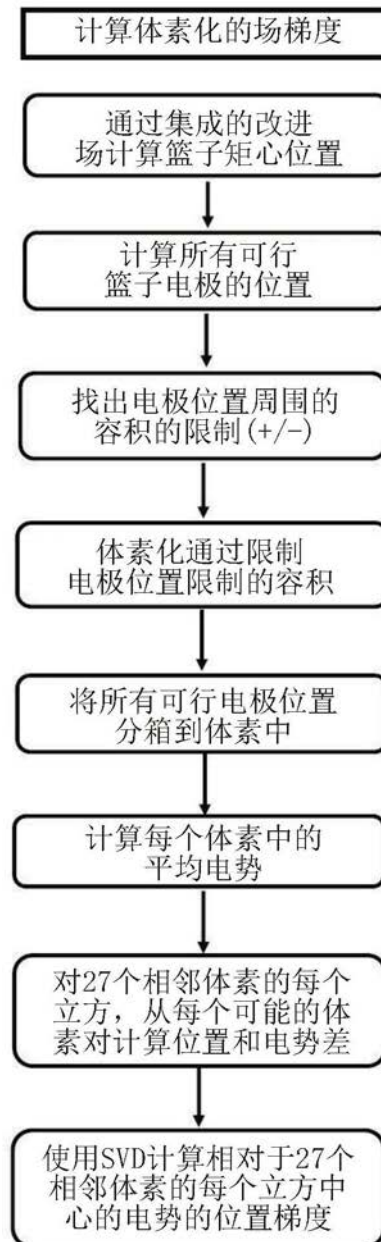 计算体素化的场梯度
通过集成的改进
场计算篮子矩心位置
计算所有可行
篮子电极的位置
找出电极位置周围的
容积的限制(+/-)
体素化通过限制
电极位置限制的容积
将所有可行电极位置
分箱到体素中
计算每个体素中的
平均电势
对27个相邻体素的每个
立方，从每个可能的体
素对计算位置和电势差
使用SVD计算相对于27个
相邻体素的每个立方中
心的电势的位置梯度